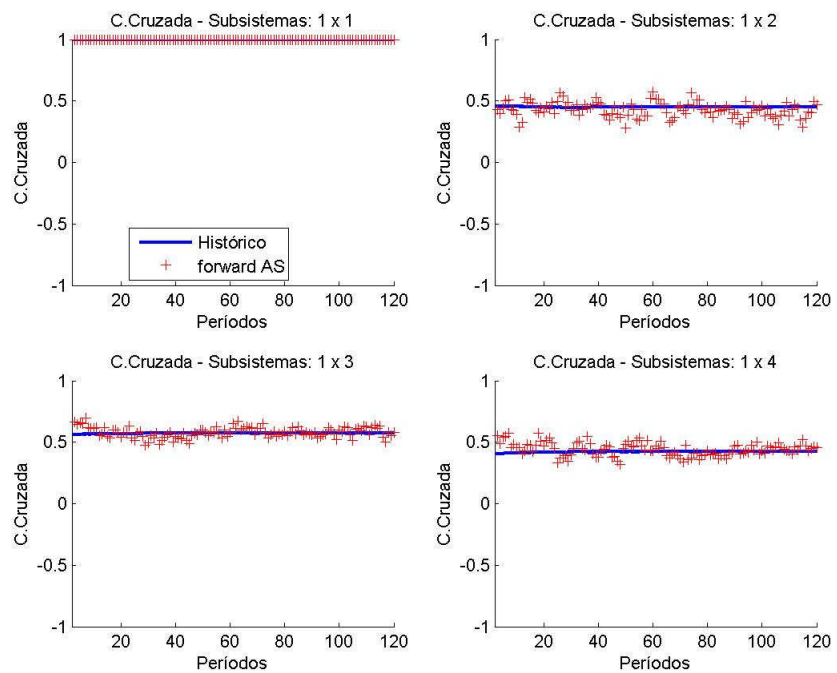 C.Cruzada - Subsistemas: 1 x 1
1
0.5
0
-0.5
-1
C.Cruzada
Histórico
forward AS
20 40 60 80 100 120
Períodos
C.Cruzada - Subsistemas: 1 x 2
1
0.5
0
-0.5
-1
C.Cruzada
20 40 60 80 100 120
Períodos
C.Cruzada - Subsistemas: 1 x 3
1
0.5
0
-0.5
-1
C.Cruzada
20 40 60 80 100 120
Períodos
C.Cruzada - Subsistemas: 1 x 4
1
0.5
0
-0.5
-1
C.Cruzada
20 40 60 80 100 120
Períodos